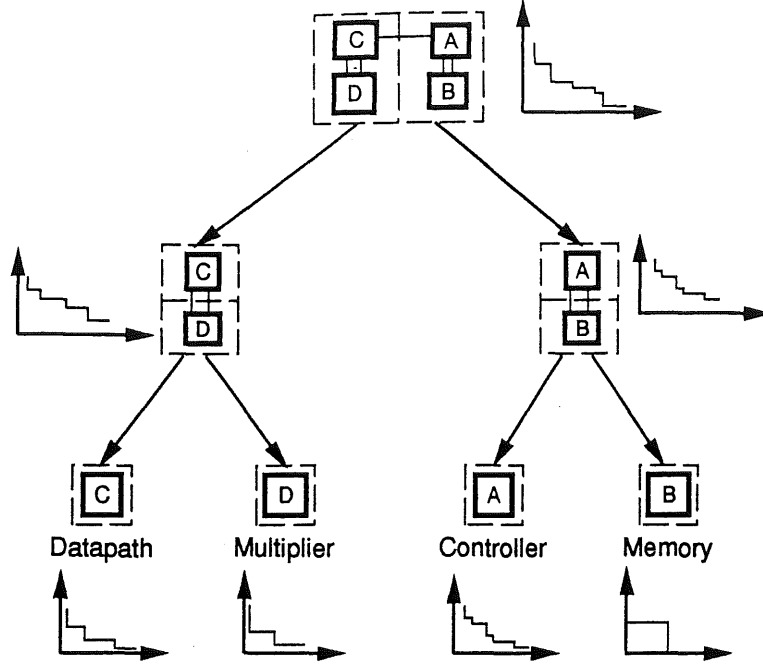 C A
D B
C A
D B
C D A B
Datapath Multiplier Controller Memory